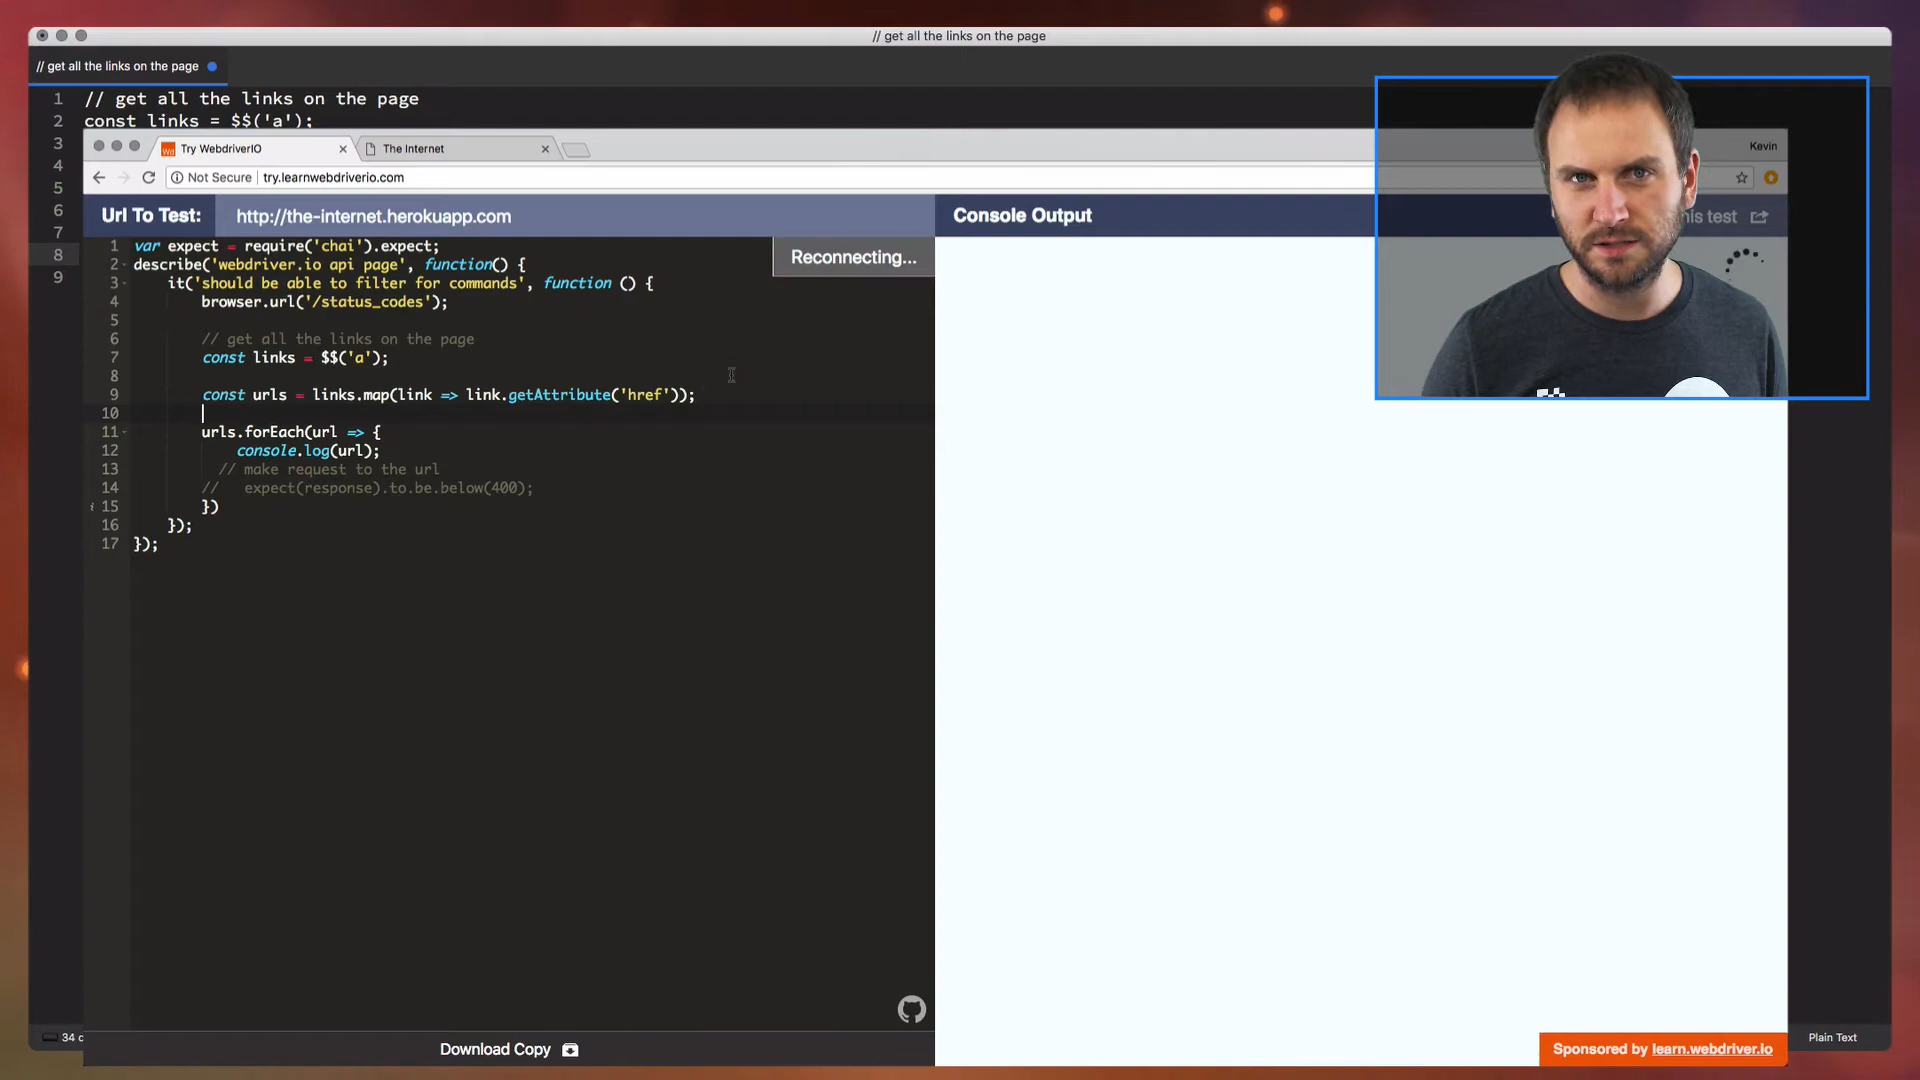 // get all the links on the page
// get all the links on the page
1 // get all the links on the page
2 const links = $$('a');
3
4
5
6
7
8
9
Try WebdriverIO
The Internet
Kevin
Not Secure
try.learnwebdriverio.com
Url To Test:
http://the-internet.herokuapp.com
Console Output
his test
Reconnecting...
1 var expect = require('chai').expect;
2 describe('webdriver.io api page', function() {
3 it('should be able to filter for commands', function () {
4 browser.url('/status_codes');
5
6 // get all the links on the page
7 const links = $$('a');
8
9 const urls = links.map(link => link.getAttribute('href'));
10
11 urls.forEach(url => {
12 console.log(url);
13 // make request to the url
14 // expect(response).to.be.below(400);
15 })
16 });
17 });
34 c
Download Copy
Sponsored by learn.webdriver.io
Plain Text